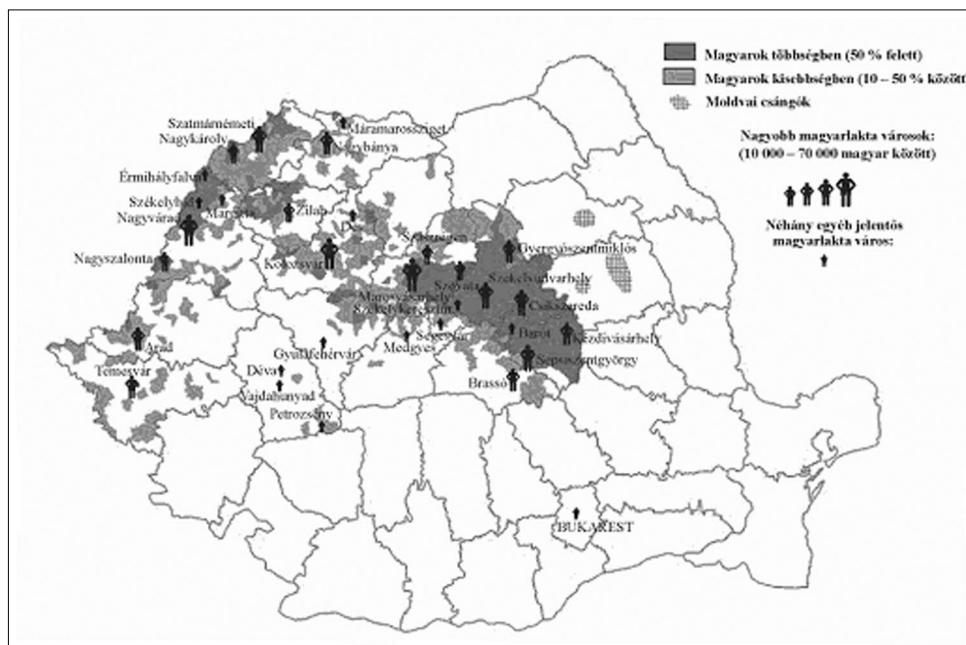 Magyarok többségben (50 % felett)
Magyarok kisebbségben (10 – 50 % között
Moldvai csángók
Nagyobb magyarlakta városok:
(10 000 – 70 000 magyar között)
Néhány egyéb jelentős
magyarlakta város:
Szatmárnémeti
Nagykároly
Máramarossziget
Nagybánya
Érmihályfalva
Székelyhíd
Margitta
Nagyvárad
Zilah
Nagyszalonta
Kolozsvár
Gyergyószentmiklós
Szováta
Székelyudvarhely
Marosvásárhely
Székelykeresztúr
Csíkszereda
Segesvár
Medgyes
Barót
Kézdivásárhely
Sepsiszentgyörgy
Brassó
Arad
Temesvár
Gyulafehérvár
Déva
Vajdahunyad
Petrozsény
BUKAREST